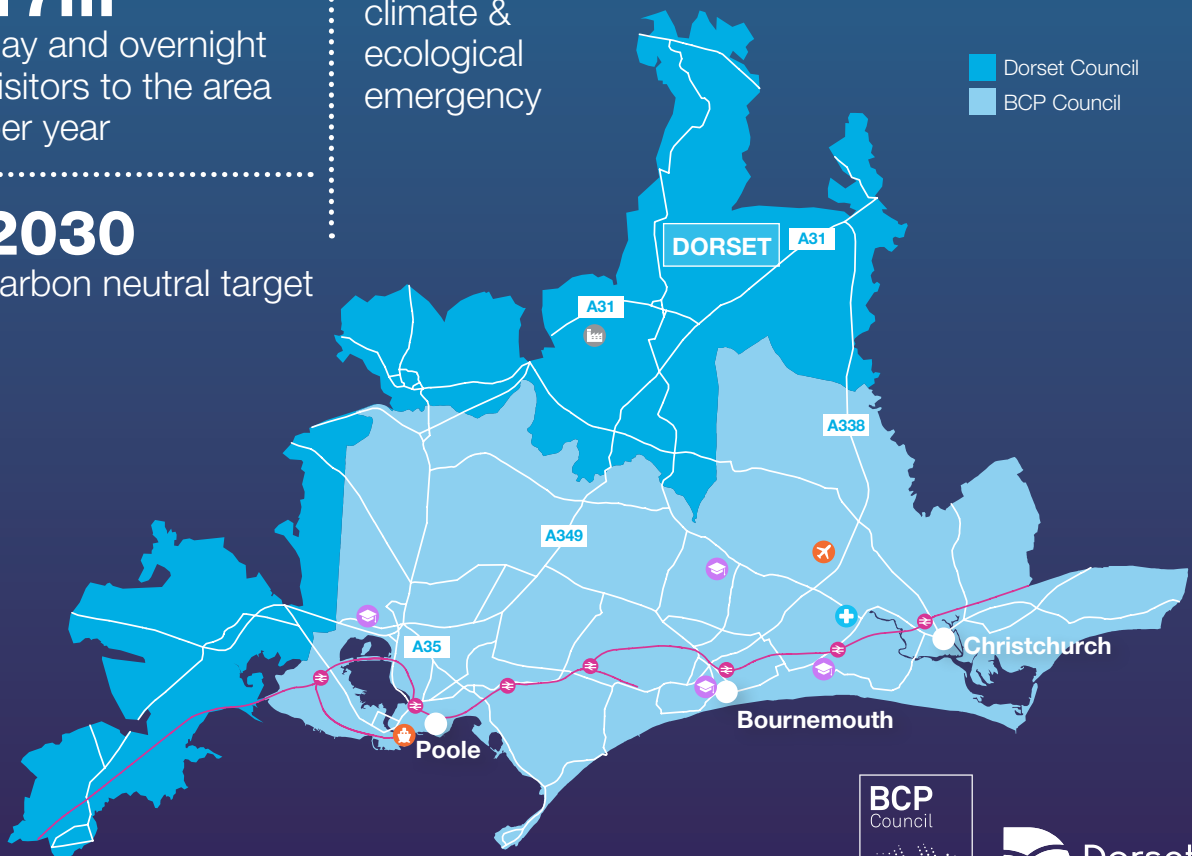 ay and overnight
isitors to the area
er year
2030
arbon neutral target
climate &
ecological
emergency
Dorset Council
BCP Council
DORSET
A31
A31
A338
A349
A35
Christchurch
Bournemouth
Poole
BCP
Council
Dorset